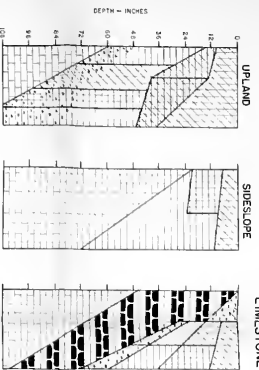 DEPTH — INCHES
108 96 84 72 60 48 36 24 12 0
UPLAND
SIDESLOPE
LIMESTONE